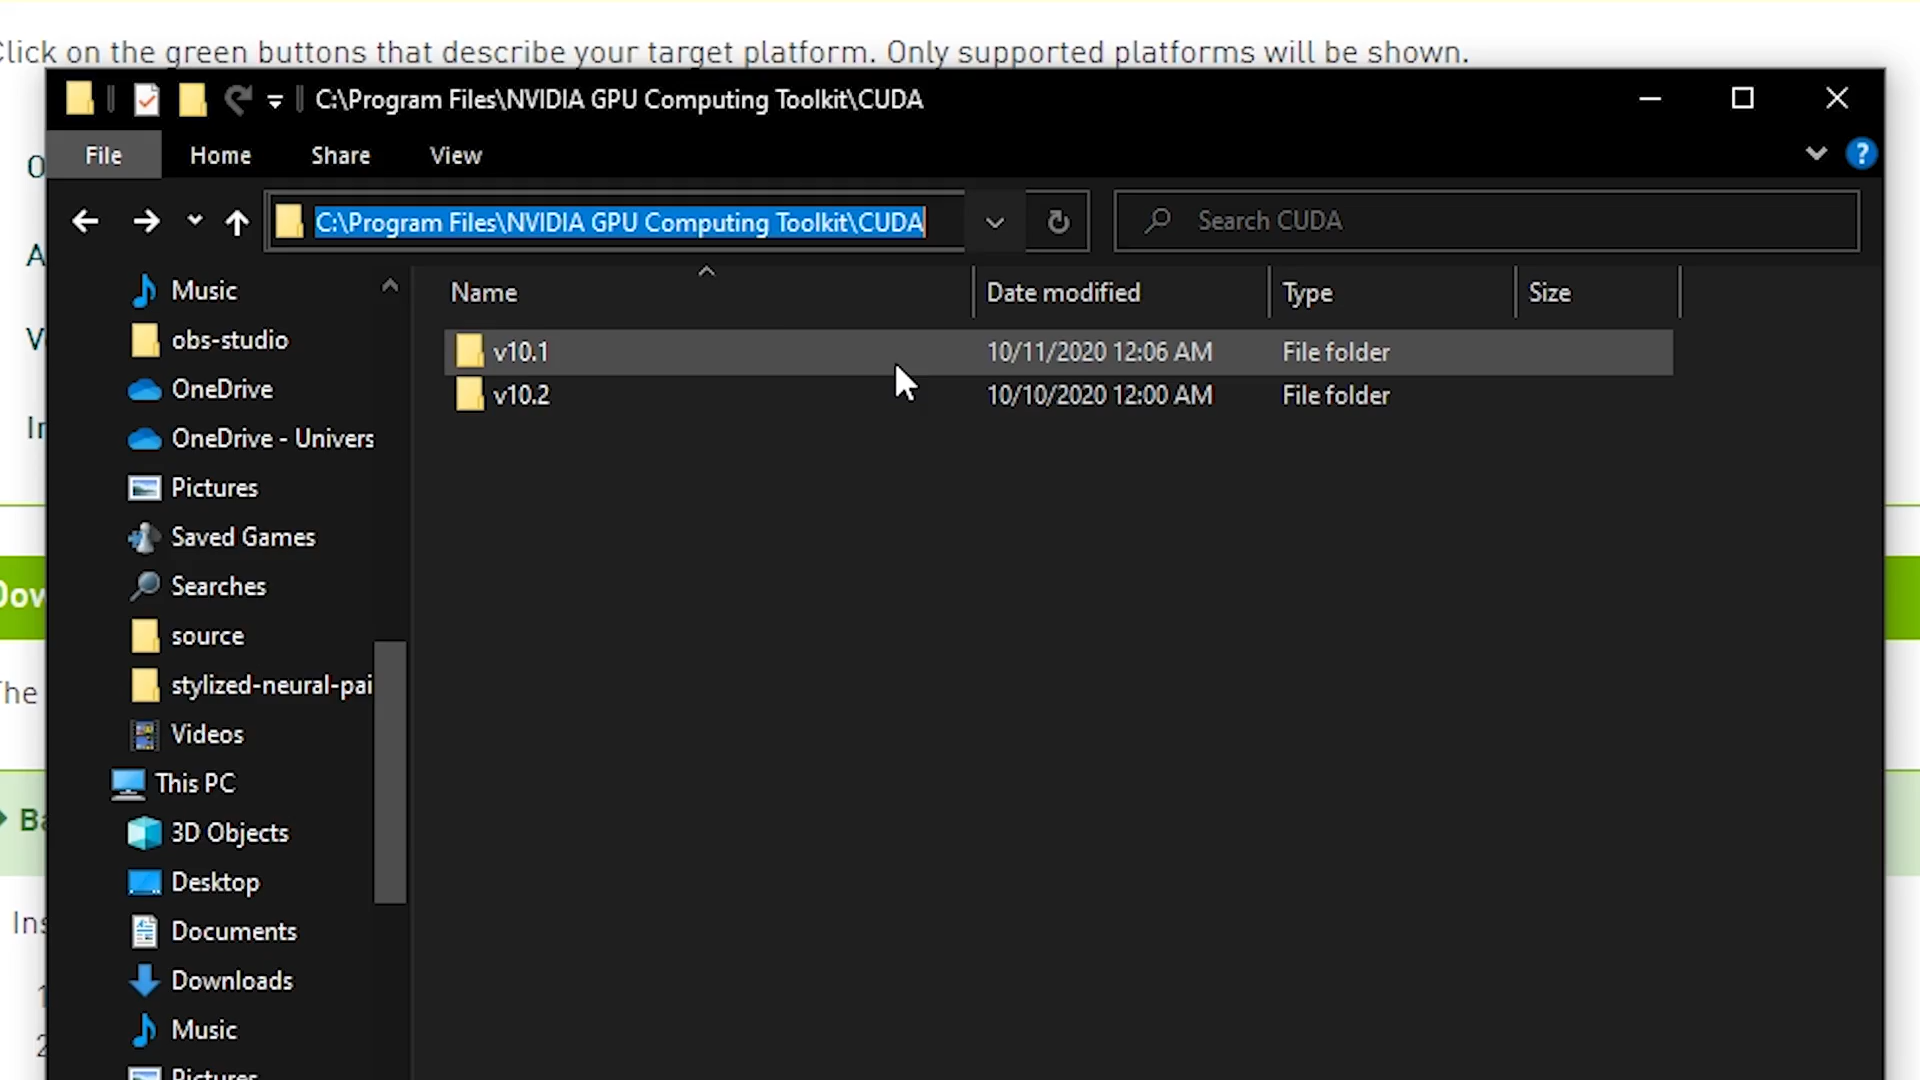 Click on the green buttons that describe your target platform. Only supported platforms will be shown.
C:\Program Files\NVIDIA GPU Computing Toolkit\CUDA
File Home Share View
?
C:\Program Files\NVIDIA GPU Computing Toolkit\CUDA Search CUDA
Name Date modified Type Size
v10.1 10/11/2020 12:06 AM File folder
v10.2 10/10/2020 12:00 AM File folder
Music
obs-studio
OneDrive
OneDrive - Univers
Pictures
Saved Games
Searches
source
stylized-neural-pai
Videos
This PC
3D Objects
Desktop
Documents
Downloads
Music
Pictures
The